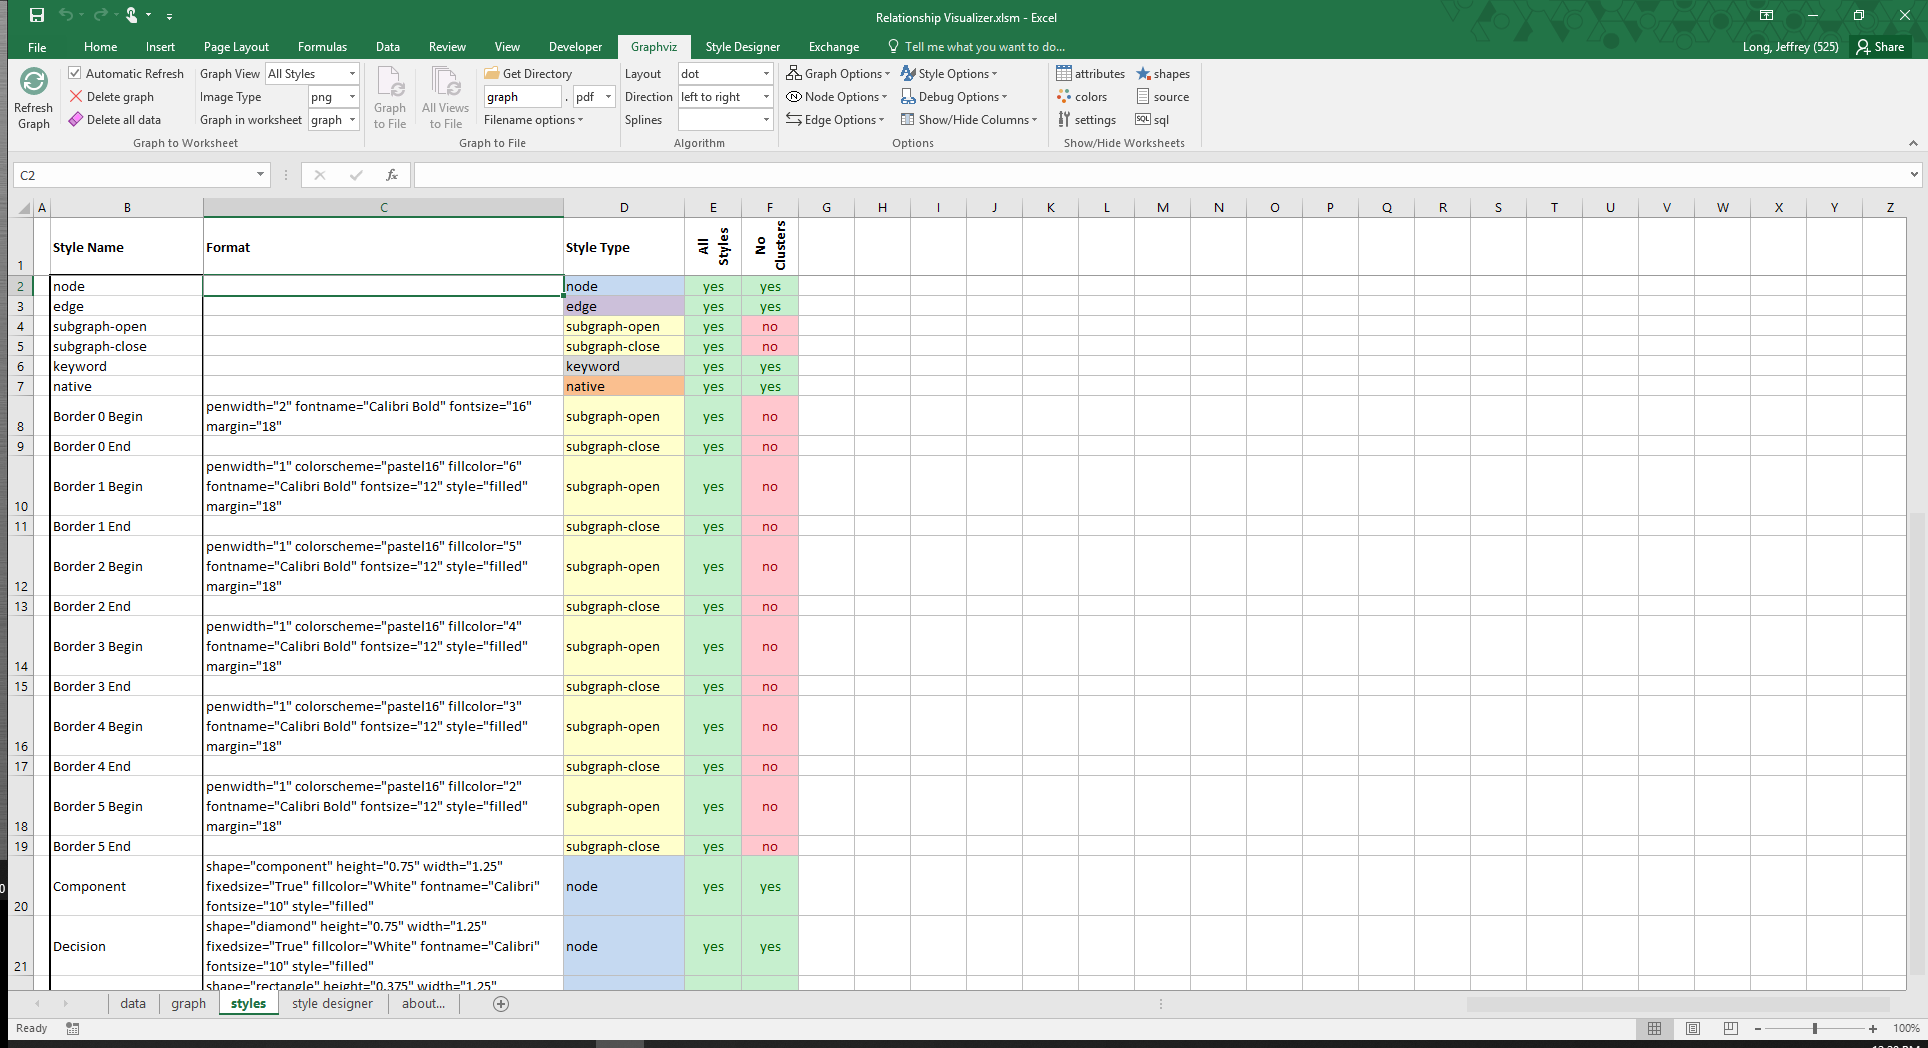 Relationship Visualizer.xlsm - Excel
File Home Insert Page Layout Formulas Data Review View Developer Graphviz Style Designer Exchange Tell me what you want to do... Long, Jeffrey (525) Share
Refresh Graph
Automatic Refresh
Delete graph
Delete all data
Graph View All Styles
Image Type png
Graph in worksheet graph
Graph to Worksheet
Graph to File
All Views to File
Get Directory
graph . pdf
Filename options
Graph to File
Layout dot
Direction left to right
Splines
Algorithm
Graph Options
Node Options
Edge Options
Style Options
Debug Options
Show/Hide Columns
Options
attributes
colors
settings
shapes
source
SQL sql
Show/Hide Worksheets
C2 fx
A B C D E F G H I J K L M N O P Q R S T U V W X Y Z
1 Style Name Format Style Type All Styles No Clusters
2 node node yes yes
3 edge edge yes yes
4 subgraph-open subgraph-open yes no
5 subgraph-close subgraph-close yes no
6 keyword keyword yes yes
7 native native yes yes
8 Border 0 Begin penwidth="2" fontname="Calibri Bold" fontsize="16"
margin="18" subgraph-open yes no
9 Border 0 End subgraph-close yes no
10 Border 1 Begin penwidth="1" colorscheme="pastel16" fillcolor="6"
fontname="Calibri Bold" fontsize="12" style="filled"
margin="18" subgraph-open yes no
11 Border 1 End subgraph-close yes no
12 Border 2 Begin penwidth="1" colorscheme="pastel16" fillcolor="5"
fontname="Calibri Bold" fontsize="12" style="filled"
margin="18" subgraph-open yes no
13 Border 2 End subgraph-close yes no
14 Border 3 Begin penwidth="1" colorscheme="pastel16" fillcolor="4"
fontname="Calibri Bold" fontsize="12" style="filled"
margin="18" subgraph-open yes no
15 Border 3 End subgraph-close yes no
16 Border 4 Begin penwidth="1" colorscheme="pastel16" fillcolor="3"
fontname="Calibri Bold" fontsize="12" style="filled"
margin="18" subgraph-open yes no
17 Border 4 End subgraph-close yes no
18 Border 5 Begin penwidth="1" colorscheme="pastel16" fillcolor="2"
fontname="Calibri Bold" fontsize="12" style="filled"
margin="18" subgraph-open yes no
19 Border 5 End subgraph-close yes no
20 Component shape="component" height="0.75" width="1.25"
fixedsize="True" fillcolor="White" fontname="Calibri"
fontsize="10" style="filled" node yes yes
21 Decision shape="diamond" height="0.75" width="1.25"
fixedsize="True" fillcolor="White" fontname="Calibri"
fontsize="10" style="filled" node yes yes
shape="rectangle" height="0.375" width="1.25"
data graph styles style designer about...
Ready 100%